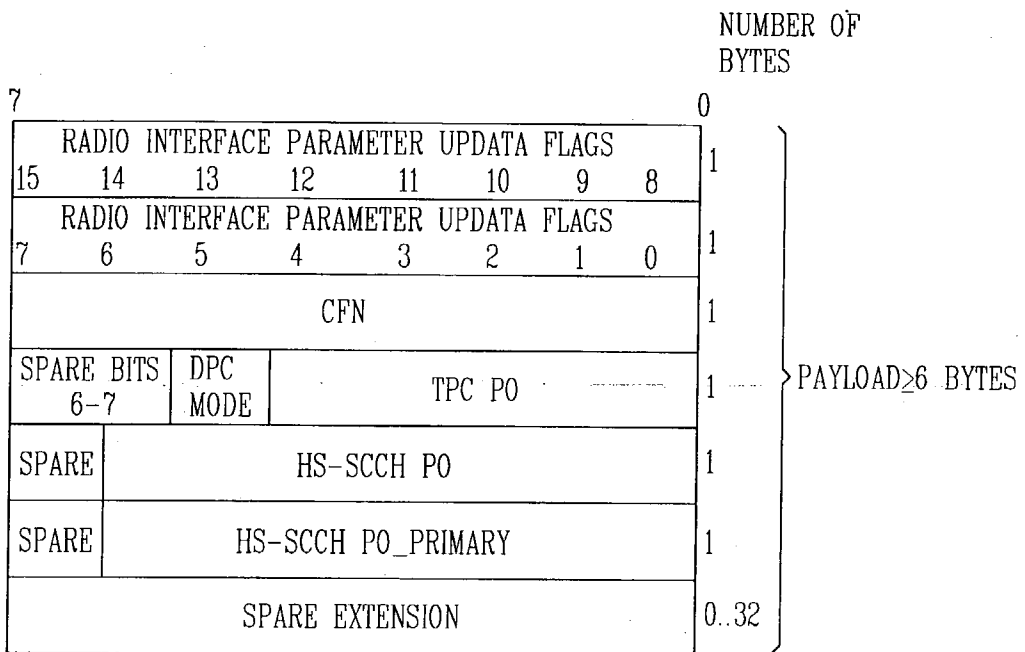 NUMBER OF
BYTES
7 0
RADIO INTERFACE PARAMETER UPDATA FLAGS
15 14 13 12 11 10 9 8 1
RADIO INTERFACE PARAMETER UPDATA FLAGS
7 6 5 4 3 2 1 0 1
CFN 1
SPARE BITS
6-7
DPC
MODE
TPC PO 1
PAYLOAD≥6 BYTES
SPARE HS-SCCH PO 1
SPARE HS-SCCH PO_PRIMARY 1
SPARE EXTENSION 0..32